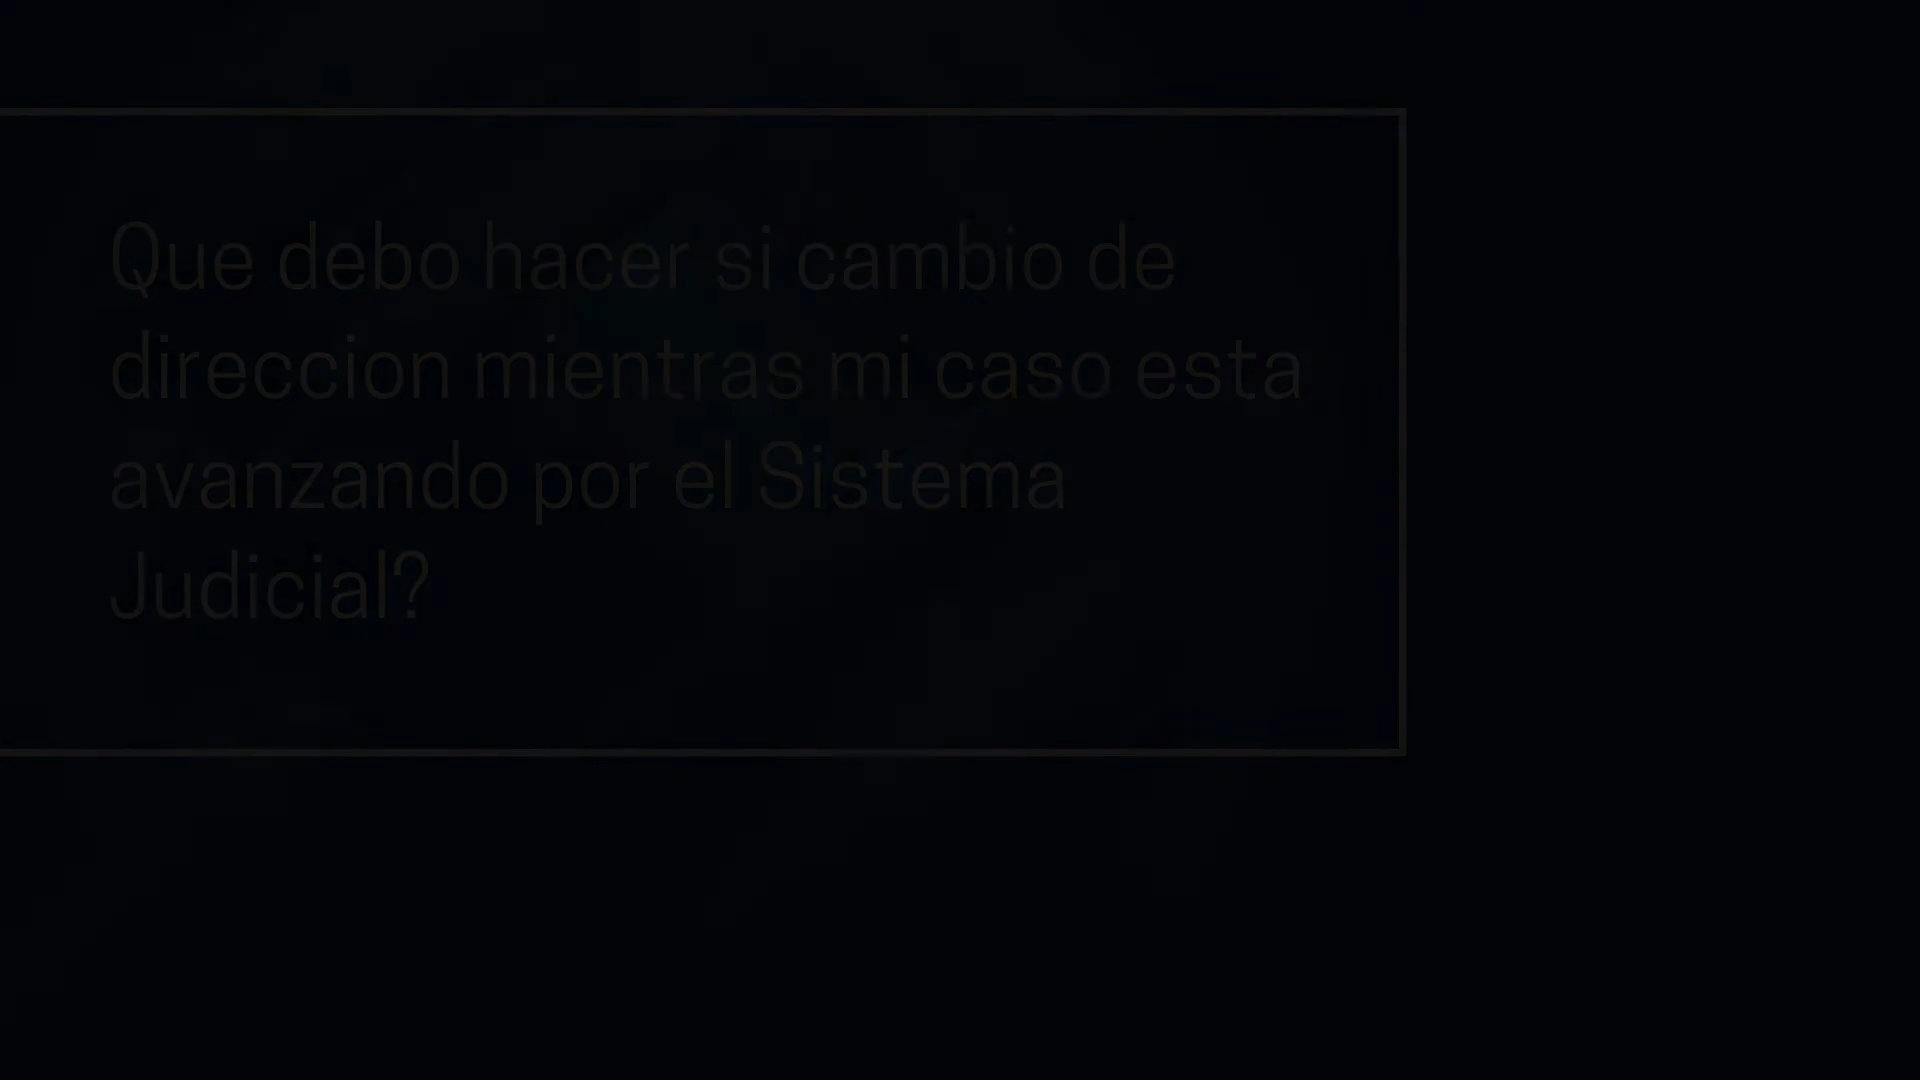 Que debo hacer si cambio de
direccion mientras mi caso esta
avanzando por el Sistema
Judicial?